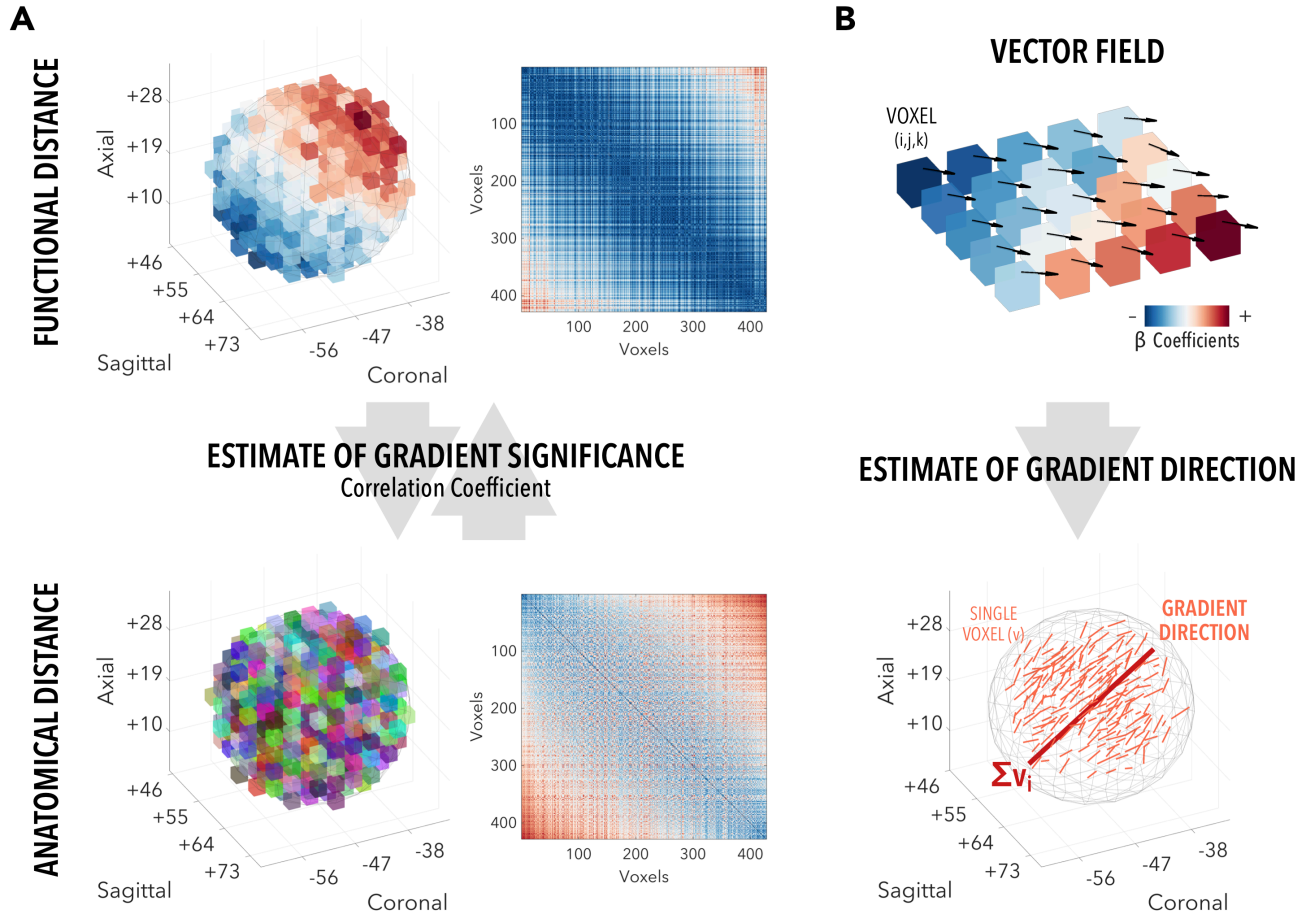 A
FUNCTIONAL DISTANCE
Axial
+28
+19
+10
+46
+55
+64
+73
Sagittal
-56
-47
-38
Coronal
Voxels
100
200
300
400
100 200 300 400
Voxels
ESTIMATE OF GRADIENT SIGNIFICANCE
Correlation Coefficient
ANATOMICAL DISTANCE
Axial
+28
+19
+10
+46
+55
+64
+73
Sagittal
-56
-47
-38
Coronal
Voxels
100
200
300
400
100 200 300 400
Voxels
B
VECTOR FIELD
VOXEL
(i,j,k)
- +
β Coefficients
ESTIMATE OF GRADIENT DIRECTION
SINGLE
VOXEL (v)
GRADIENT
DIRECTION
Σvi
Axial
+28
+19
+10
+46
+55
+64
+73
Sagittal
-56
-47
-38
Coronal